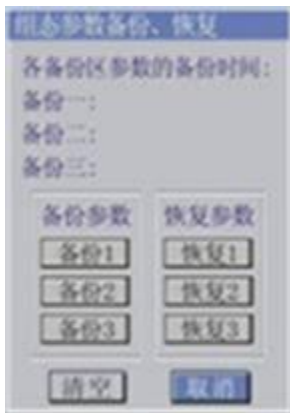 组态参数备份、恢复
各备份区参数的备份时间:
备份一:
备份二:
备份三:
备份参数 恢复参数
备份1 恢复1
备份2 恢复2
备份3 恢复3
清空 取消